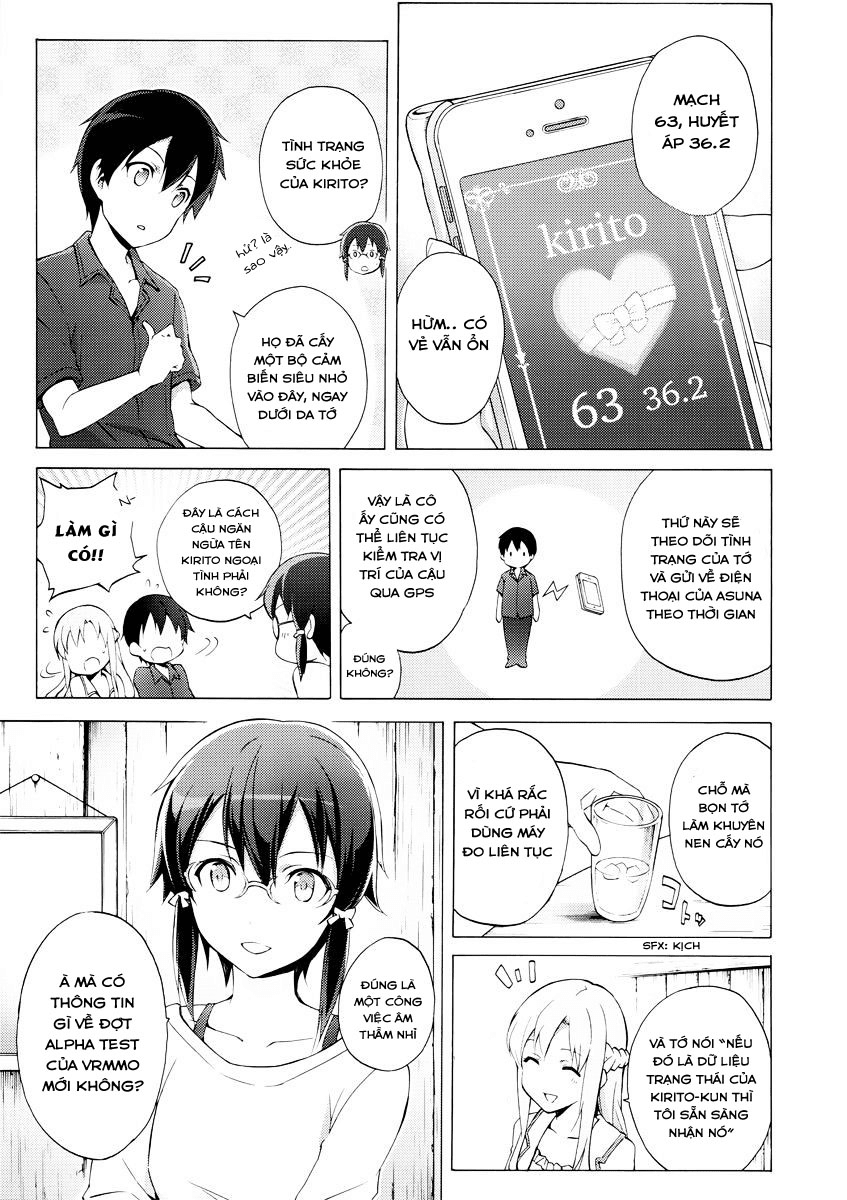 MẠCH
63, HUYẾT
ÁP 36.2
kirito
63 36.2
HỪM.. CÓ
VẺ VẪN ỔN
TÌNH TRẠNG
SỨC KHỎE
CỦA KIRITO?
hử? là
sao vậy.
HỌ ĐÃ CẤY
MỘT BỘ CẢM
BIẾN SIÊU NHỎ
VÀO ĐÂY, NGAY
DƯỚI DA TỚ
THỨ NÀY SẼ
THEO DÕI TÌNH
TRẠNG CỦA TỚ
VÀ GỬI VỀ ĐIỆN
THOẠI CỦA ASUNA
THEO THỜI GIAN
VẬY LÀ CÔ
ẤY CŨNG CÓ
THỂ LIÊN TỤC
KIỂM TRA VỊ
TRÍ CỦA CẬU
QUA GPS
ĐÚNG
KHÔNG?
ĐÂY LÀ CÁCH
CẬU NGĂN
NGỪA TÊN
KIRITO NGOẠI
TÌNH PHẢI
KHÔNG?
LÀM GÌ
CÓ!!
CHỖ MÀ
BỌN TỚ
LÀM KHUYÊN
NEN CẤY NÓ
VÌ KHÁ RẮC
RỐI CỨ PHẢI
DÙNG MÁY
ĐO LIÊN TỤC
コトッ
SFX: KỊCH
VÀ TỚ NÓI "NẾU
ĐÓ LÀ DỮ LIỆU
TRẠNG THÁI CỦA
KIRITO-KUN THÌ
TÔI SẴN SÀNG
NHẬN NÓ"
ĐÚNG LÀ
MỘT CÔNG
VIỆC ÂM
THẦM NHỈ
À MÀ CÓ
THÔNG TIN
GÌ VỀ ĐỢT
ALPHA TEST
CỦA VRMMO
MỚI KHÔNG?